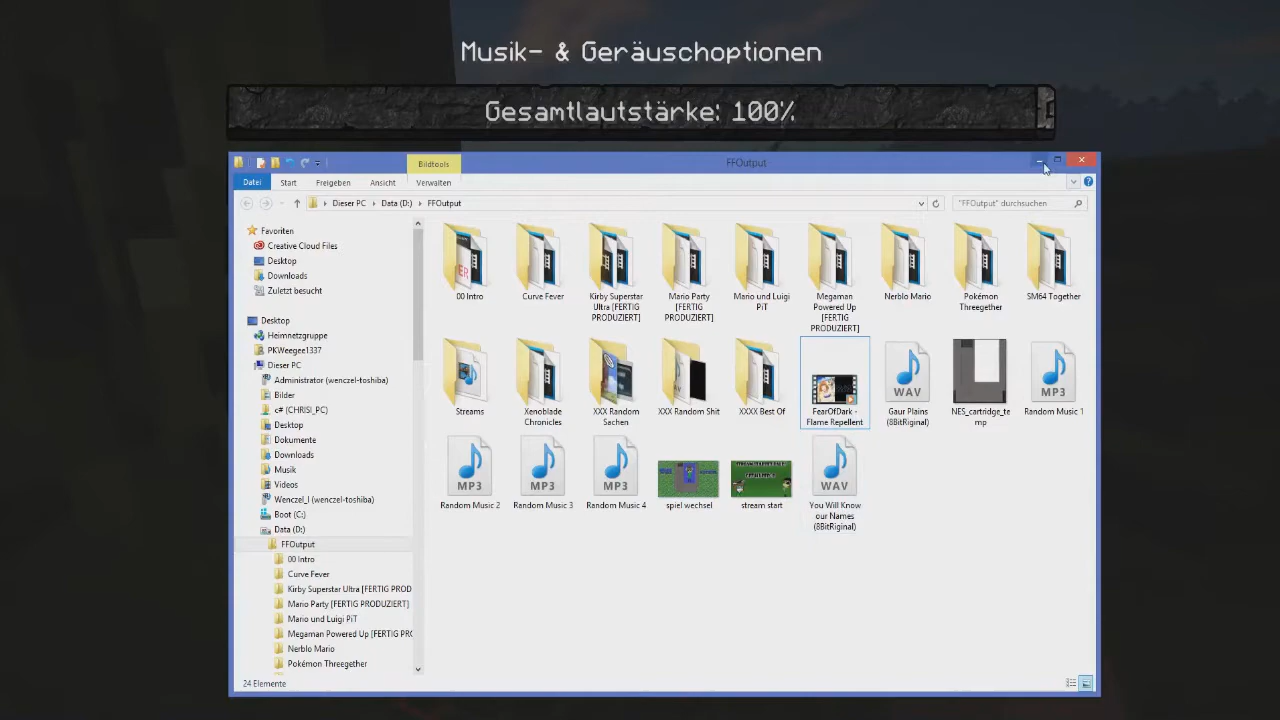 Musik- & Geräuschoptionen
Gesamtlautstärke: 100%
Bildtools
FFOutput
Datei
Start
Freigeben
Ansicht
Verwalten
Dieser PC
Data (D:)
FFOutput
"FFOutput" durchsuchen
Favoriten
Creative Cloud Files
Desktop
Downloads
Zuletzt besucht
Desktop
Heimnetzgruppe
PKWeegee1337
Dieser PC
Administrator (wenczel-toshiba)
Bilder
c# (CHRISI_PC)
Desktop
Dokumente
Downloads
Musik
Videos
Wenczel_I (wenczel-toshiba)
Boot (C:)
Data (D:)
FFOutput
00 Intro
Curve Fever
Kirby Superstar Ultra [FERTIG PROD
Mario Party [FERTIG PRODUZIERT]
Mario und Luigi PiT
Megaman Powered Up [FERTIG PRO
Nerblo Mario
Pokémon Threegether
00 Intro
Curve Fever
Kirby Superstar
Ultra [FERTIG
PRODUZIERT]
Mario Party
[FERTIG
PRODUZIERT]
Mario und Luigi
PiT
Megaman
Powered Up
[FERTIG
PRODUZIERT]
Nerblo Mario
Pokémon
Threegether
SM64 Together
Streams
Xenoblade
Chronicles
XXX Random
Sachen
XXX Random Shit
XXXX Best Of
FearOfDark -
Flame Repellent
WAV
Gaur Plains
(8BitRiginal)
NES_cartridge_te
mp
MP3
Random Music 1
MP3
Random Music 2
MP3
Random Music 3
MP3
Random Music 4
spiel wechsel
stream start
WAV
You Will Know
our Names
(8BitRiginal)
24 Elemente